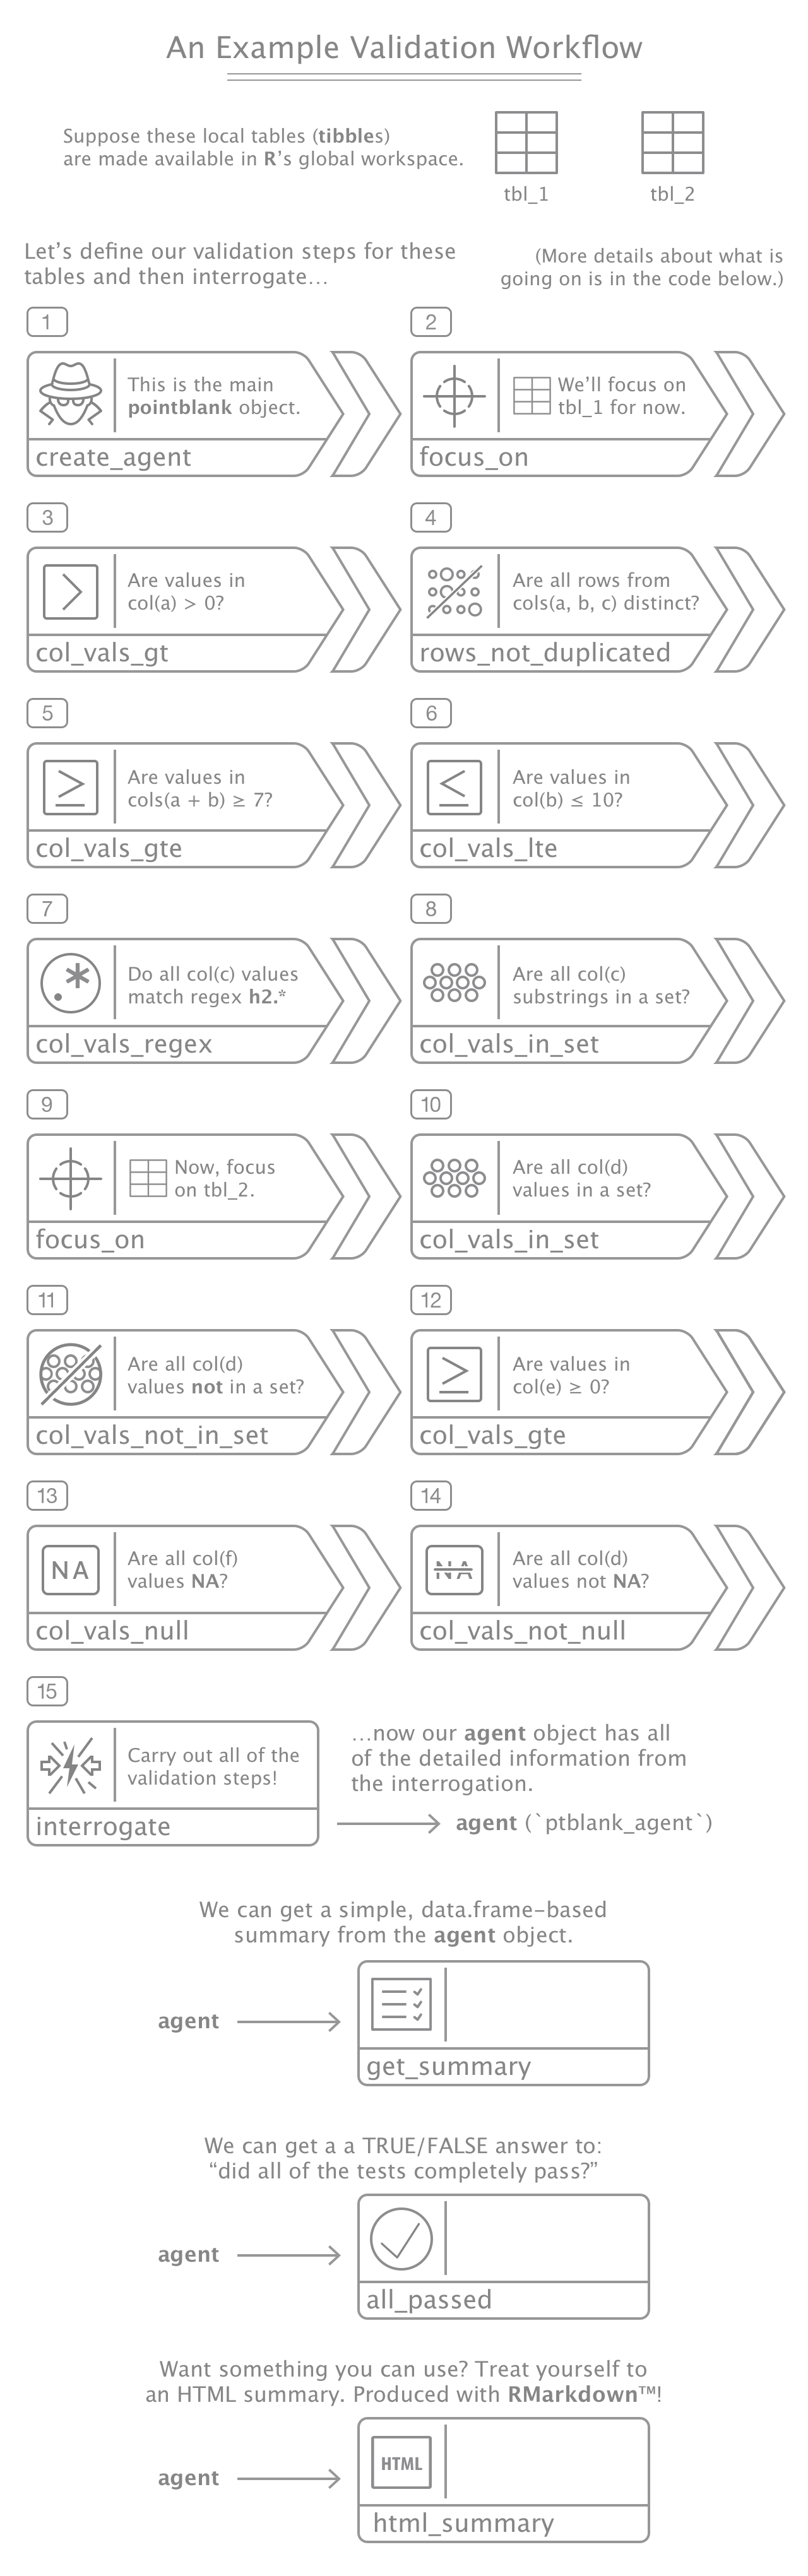 An Example Validation Workflow
Suppose these local tables (tibbles)
are made available in R's global workspace.
tbl_1
tbl_2
Let's define our validation steps for these
tables and then interrogate…
(More details about what is
going on is in the code below.)
1
This is the main
pointblank object.
create_agent
2
We'll focus on
tbl_1 for now.
focus_on
3
Are values in
col(a) > 0?
col_vals_gt
4
Are all rows from
cols(a, b, c) distinct?
rows_not_duplicated
5
Are values in
cols(a + b) ≥ 7?
col_vals_gte
6
Are values in
col(b) ≤ 10?
col_vals_lte
7
.*
Do all col(c) values
match regex h2.*
col_vals_regex
8
Are all col(c)
substrings in a set?
col_vals_in_set
9
Now, focus
on tbl_2.
focus_on
10
Are all col(d)
values in a set?
col_vals_in_set
11
Are all col(d)
values not in a set?
col_vals_not_in_set
12
Are values in
col(e) ≥ 0?
col_vals_gte
13
NA
Are all col(f)
values NA?
col_vals_null
14
NA
Are all col(d)
values not NA?
col_vals_not_null
15
Carry out all of the
validation steps!
interrogate
…now our agent object has all
of the detailed information from
the interrogation.
agent (`ptblank_agent`)
We can get a simple, data.frame-based
summary from the agent object.
agent
get_summary
We can get a a TRUE/FALSE answer to:
“did all of the tests completely pass?”
agent
all_passed
Want something you can use? Treat yourself to
an HTML summary. Produced with RMarkdown™!
agent
HTML
html_summary